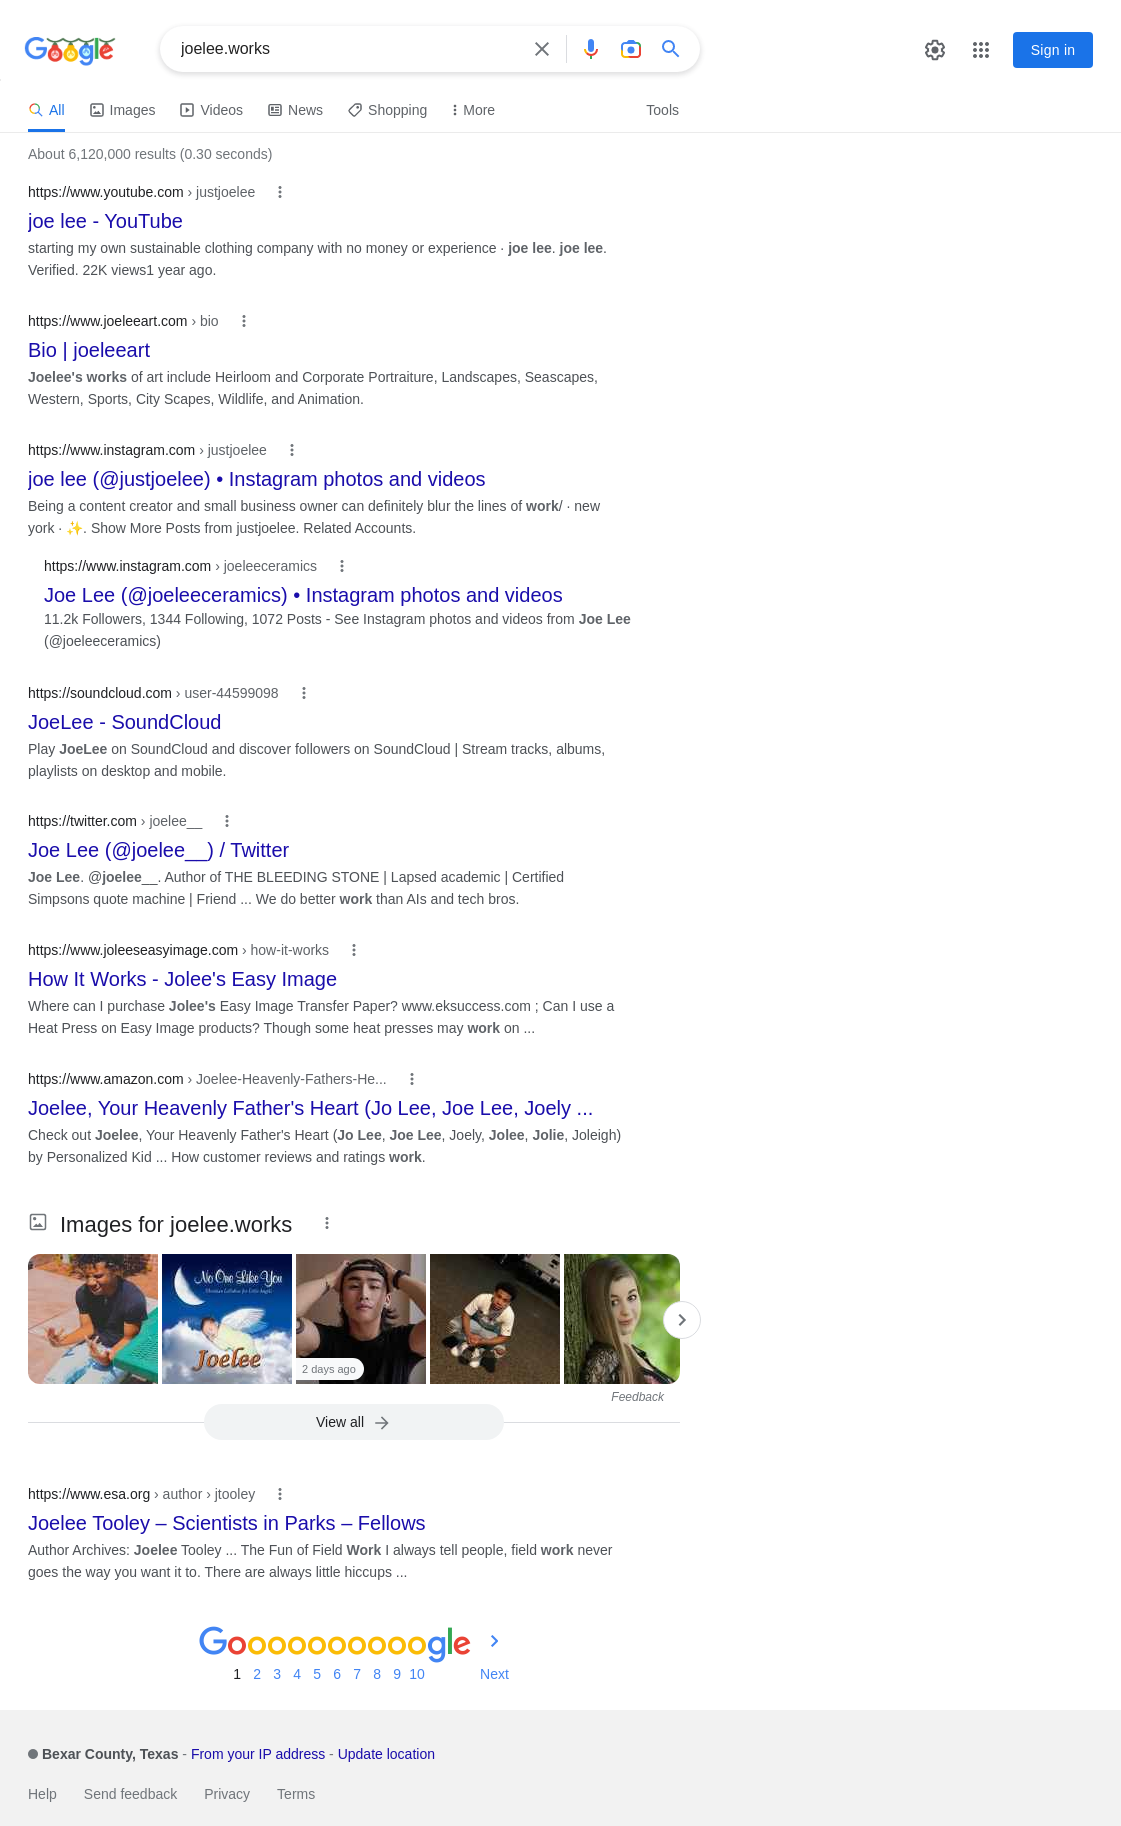 Google
joelee.works
Sign in
All Images Videos News Shopping More Tools
About 6,120,000 results (0.30 seconds)
https://www.youtube.com › justjoelee
joe lee - YouTube
starting my own sustainable clothing company with no money or experience · joe lee. joe lee.
Verified. 22K views1 year ago.
https://www.joeleeart.com › bio
Bio | joeleeart
Joelee's works of art include Heirloom and Corporate Portraiture, Landscapes, Seascapes,
Western, Sports, City Scapes, Wildlife, and Animation.
https://www.instagram.com › justjoelee
joe lee (@justjoelee) • Instagram photos and videos
Being a content creator and small business owner can definitely blur the lines of work/ · new
york · ✨. Show More Posts from justjoelee. Related Accounts.
https://www.instagram.com › joeleeceramics
Joe Lee (@joeleeceramics) • Instagram photos and videos
11.2k Followers, 1344 Following, 1072 Posts - See Instagram photos and videos from Joe Lee
(@joeleeceramics)
https://soundcloud.com › user-44599098
JoeLee - SoundCloud
Play JoeLee on SoundCloud and discover followers on SoundCloud | Stream tracks, albums,
playlists on desktop and mobile.
https://twitter.com › joelee__
Joe Lee (@joelee__) / Twitter
Joe Lee. @joelee__. Author of THE BLEEDING STONE | Lapsed academic | Certified
Simpsons quote machine | Friend ... We do better work than AIs and tech bros.
https://www.joleeseasyimage.com › how-it-works
How It Works - Jolee's Easy Image
Where can I purchase Jolee's Easy Image Transfer Paper? www.eksuccess.com ; Can I use a
Heat Press on Easy Image products? Though some heat presses may work on ...
https://www.amazon.com › Joelee-Heavenly-Fathers-He...
Joelee, Your Heavenly Father's Heart (Jo Lee, Joe Lee, Joely ...
Check out Joelee, Your Heavenly Father's Heart (Jo Lee, Joe Lee, Joely, Jolee, Jolie, Joleigh)
by Personalized Kid ... How customer reviews and ratings work.
Images for joelee.works
No One Like You
Christian Lullabies for Little Angels
Joelee
2 days ago
Feedback
View all
https://www.esa.org › author › jtooley
Joelee Tooley – Scientists in Parks – Fellows
Author Archives: Joelee Tooley ... The Fun of Field Work I always tell people, field work never
goes the way you want it to. There are always little hiccups ...
Goooooooooogle
1 2 3 4 5 6 7 8 9 10 Next
Bexar County, Texas - From your IP address - Update location
Help Send feedback Privacy Terms